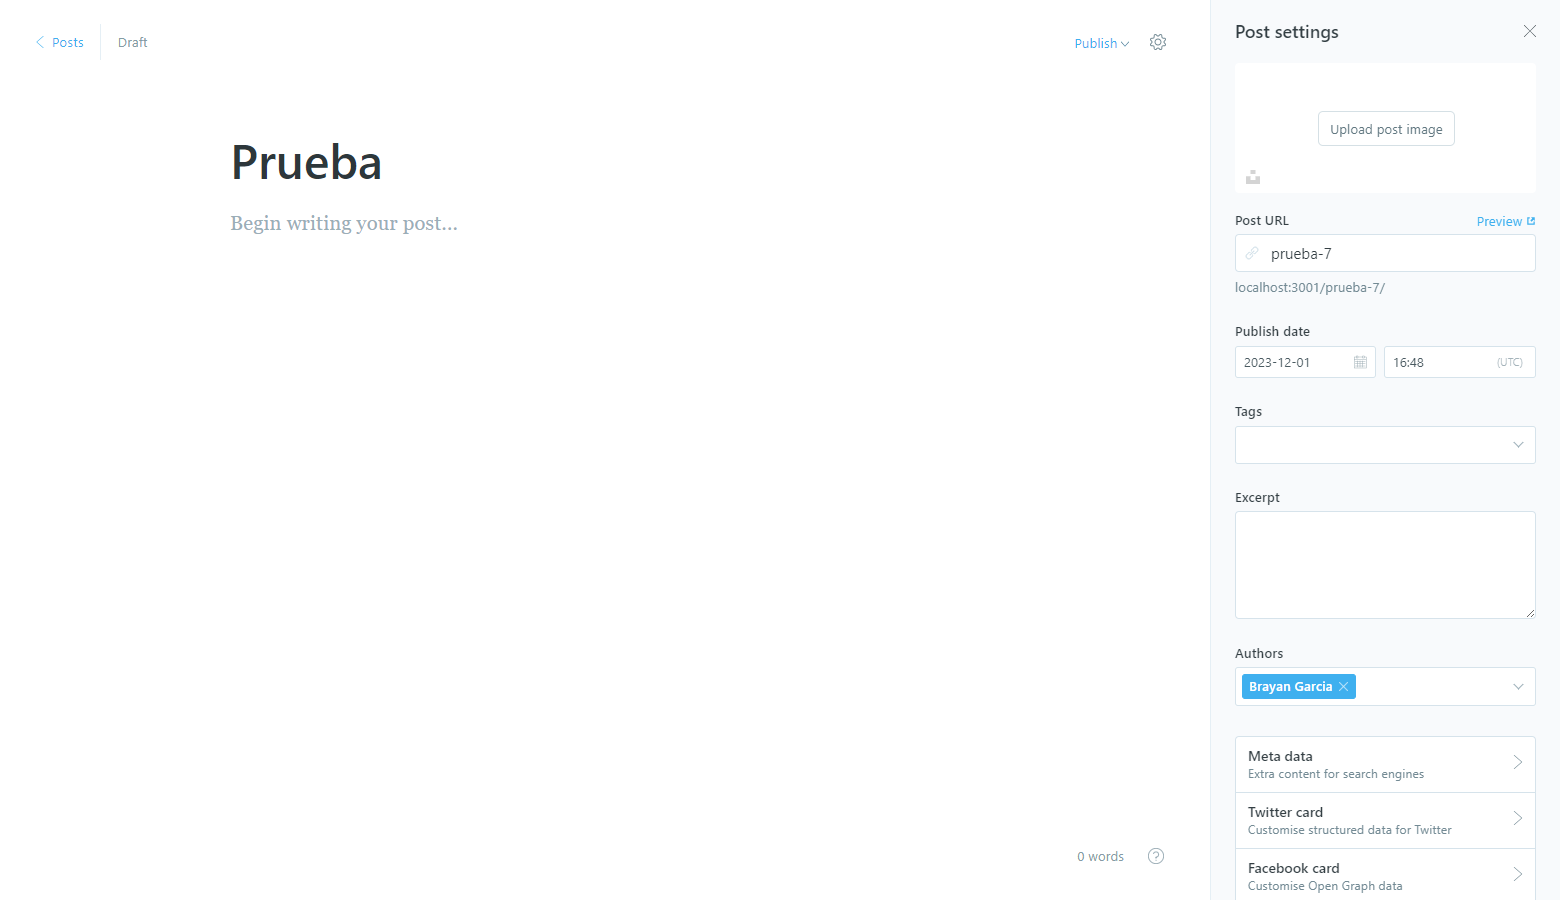 Posts
Draft
Publish
Prueba
Begin writing your post...
0 words
Post settings
Upload post image
Post URL
Preview
prueba-7
localhost:3001/prueba-7/
Publish date
2023-12-01
16:48
(UTC)
Tags
Excerpt
Authors
Brayan Garcia
Meta data
Extra content for search engines
Twitter card
Customise structured data for Twitter
Facebook card
Customise Open Graph data